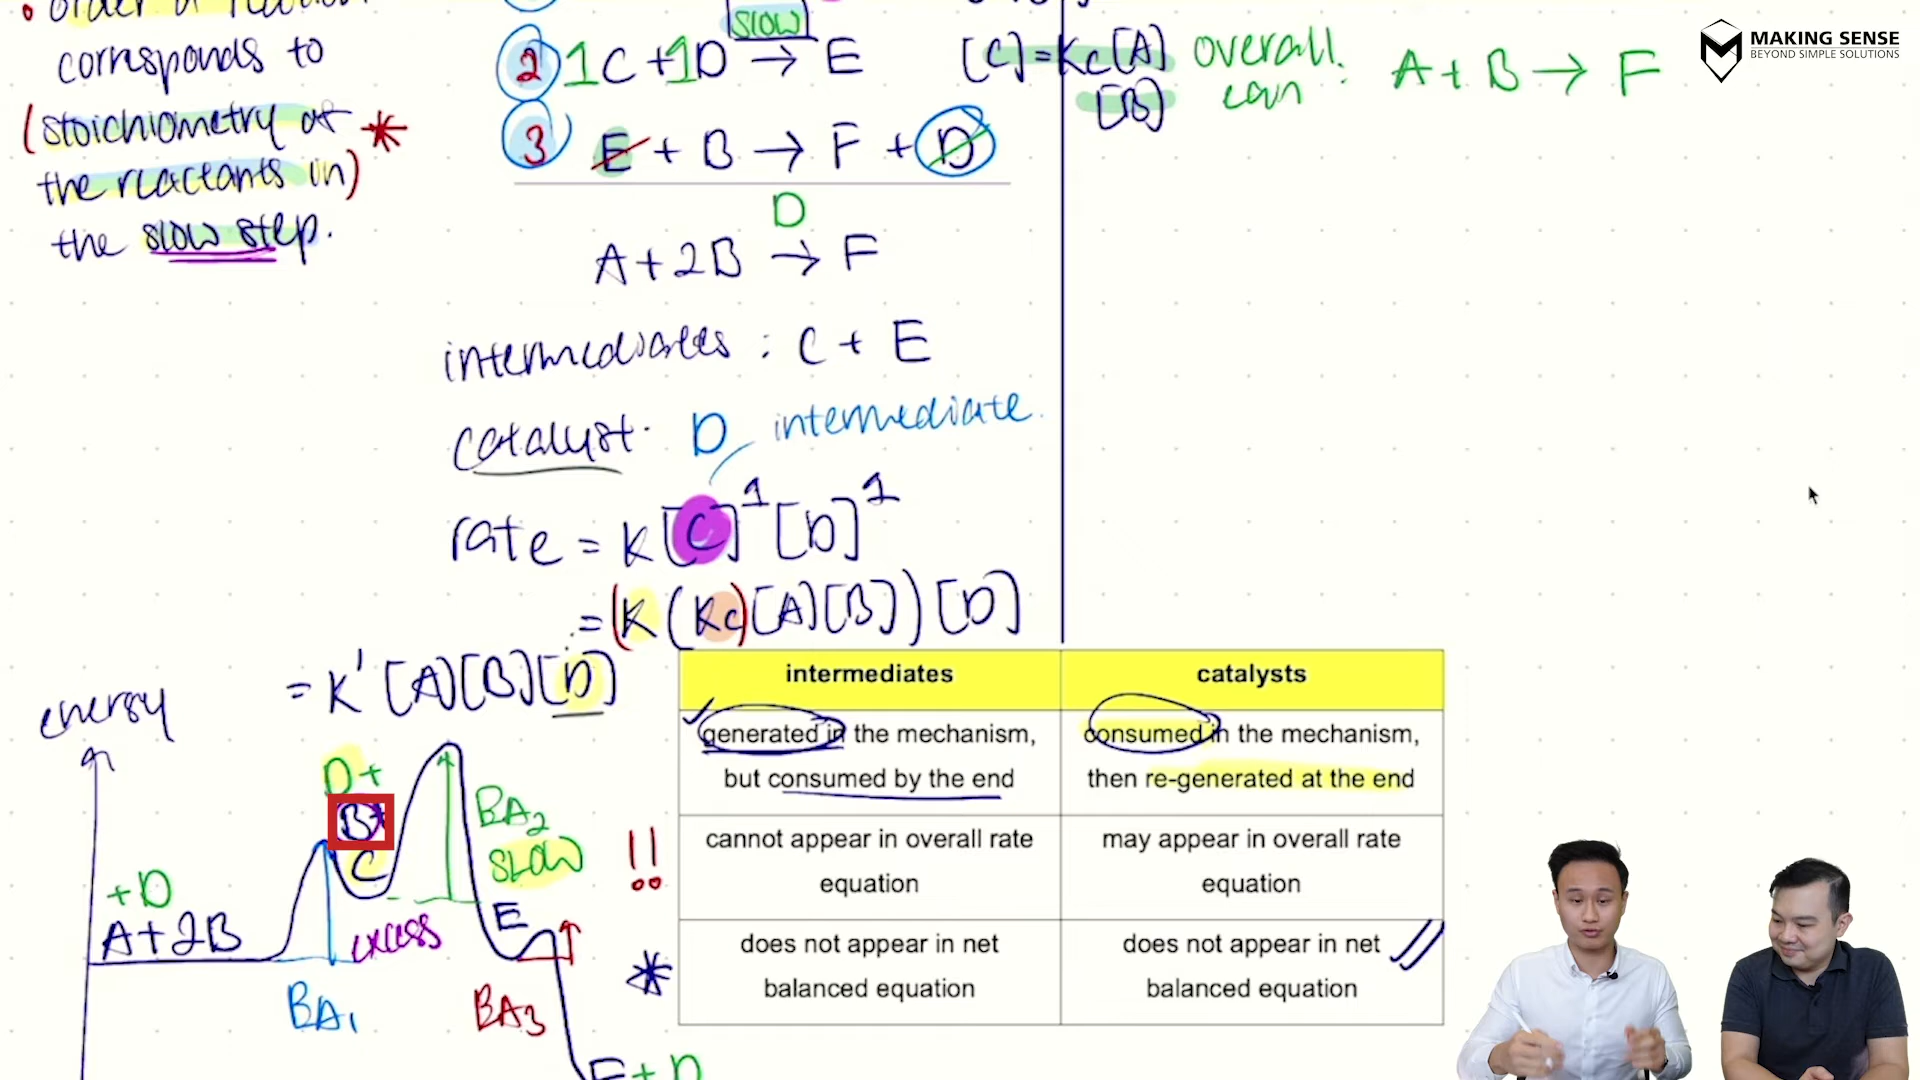 corresponds to
(stoichiometry of *
the reactants in)
the slow step.
SLOW
2 1C + 1D → E
3 E + B → F + D
D
A + 2B → F
intermediates : C + E
catalyst: D intermediate.
rate = K[C]¹[D]¹
= (K(Kc)[A][B])[D]
= K'[A][B][D]
[C] = Kc[A]
[B]
overall
eqn : A + B → F
MAKING SENSE
BEYOND SIMPLE SOLUTIONS
energy
D +
B+
C
BA₂
SLOW
+D
A + 2B
excess
E
BA₁
BA₃
F + D
!!
*
intermediates catalysts
generated in the mechanism, consumed in the mechanism,
but consumed by the end then re-generated at the end
cannot appear in overall rate may appear in overall rate
equation equation
does not appear in net does not appear in net
balanced equation balanced equation